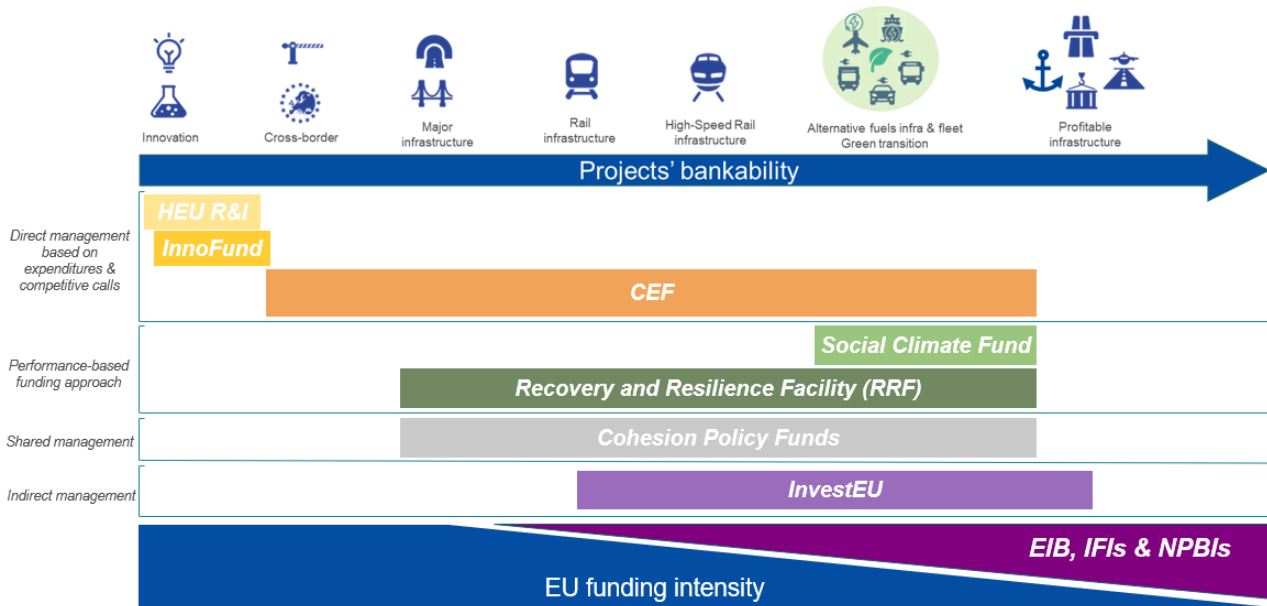 Innovation
Cross-border
Major
infrastructure
Rail
infrastructure
High-Speed Rail
infrastructure
Alternative fuels infra & fleet
Green transition
Profitable
infrastructure
Projects' bankability
Direct management
based on
expenditures &
competitive calls
HEU R&I
InnoFund
CEF
Performance-based
funding approach
Social Climate Fund
Recovery and Resilience Facility (RRF)
Shared management
Cohesion Policy Funds
Indirect management
InvestEU
EIB, IFIs & NPBIs
EU funding intensity